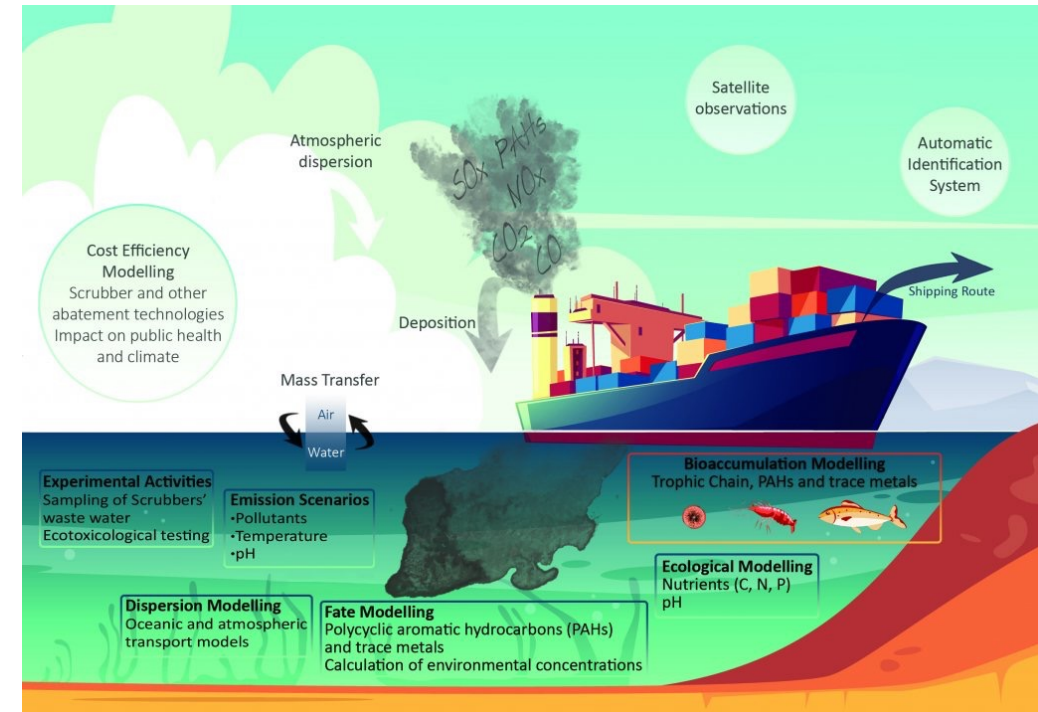 Satellite
observations
Atmospheric
dispersion
SOx PAHs
NOx
CO2
CO
Automatic
Identification
System
Cost Efficiency
Modelling
Scrubber and other
abatement technologies
Impact on public health
and climate
Shipping Route
Deposition
Mass Transfer
Air
Water
Experimental Activities
Sampling of Scrubbers'
waste water
Ecotoxicological testing
Emission Scenarios
•Pollutants
•Temperature
•pH
Bioaccumulation Modelling
Trophic Chain, PAHs and trace metals
Ecological Modelling
Nutrients (C, N, P)
pH
Dispersion Modelling
Oceanic and atmospheric
transport models
Fate Modelling
Polycyclic aromatic hydrocarbons (PAHs)
and trace metals
Calculation of environmental concentrations